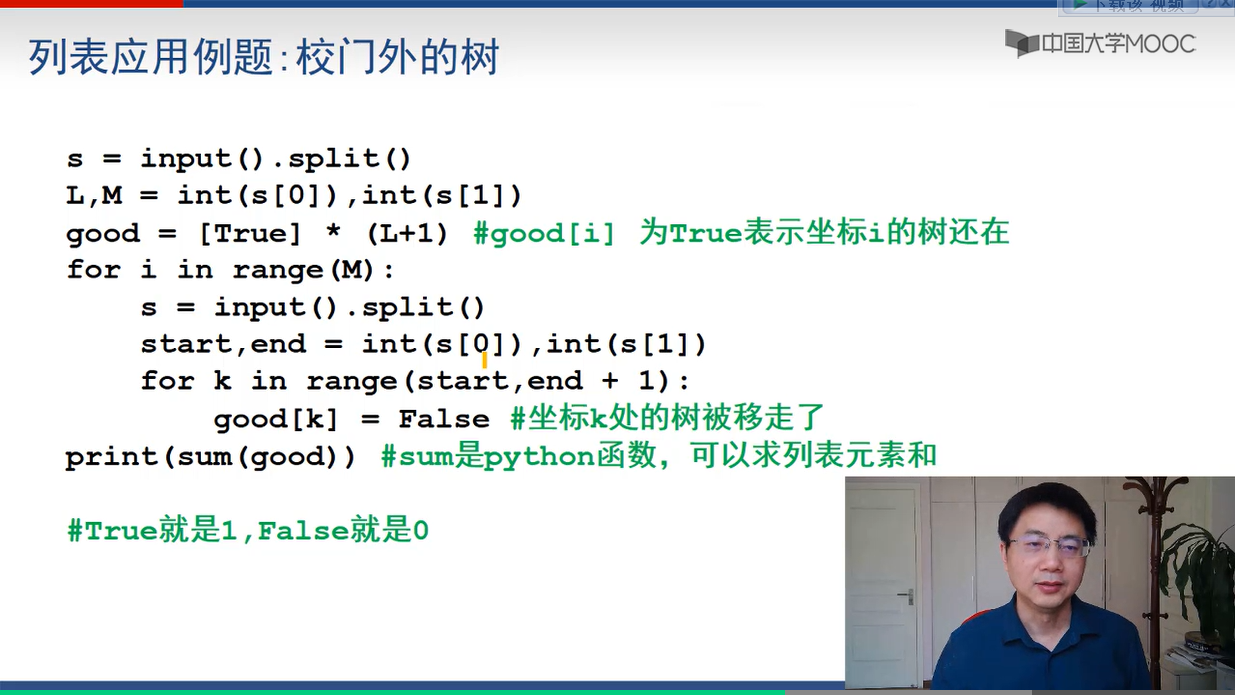 下载该视频
列表应用例题:校门外的树
中国大学MOOC
s = input().split()
L,M = int(s[0]),int(s[1])
good = [True] * (L+1) #good[i] 为True表示坐标i的树还在
for i in range(M):
    s = input().split()
    start,end = int(s[0]),int(s[1])
    for k in range(start,end + 1):
        good[k] = False #坐标k处的树被移走了
print(sum(good)) #sum是python函数，可以求列表元素和
#True就是1,False就是0